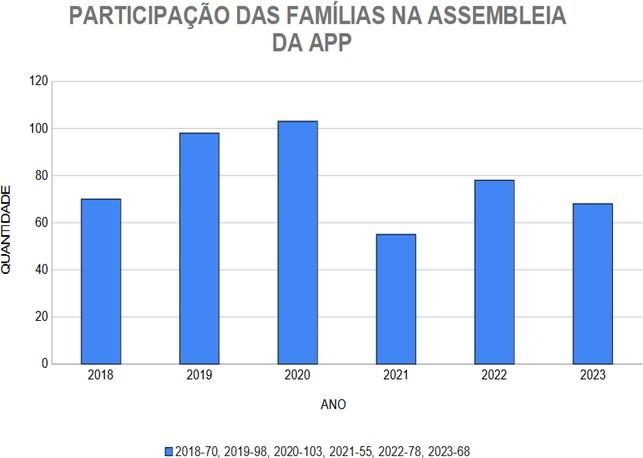 PARTICIPAÇÃO DAS FAMÍLIAS NA ASSEMBLEIA
DA APP
120
100
80
60
40
20
0
QUANTIDADE
2018 2019 2020 2021 2022 2023
ANO
2018-70, 2019-98, 2020-103, 2021-55, 2022-78, 2023-68